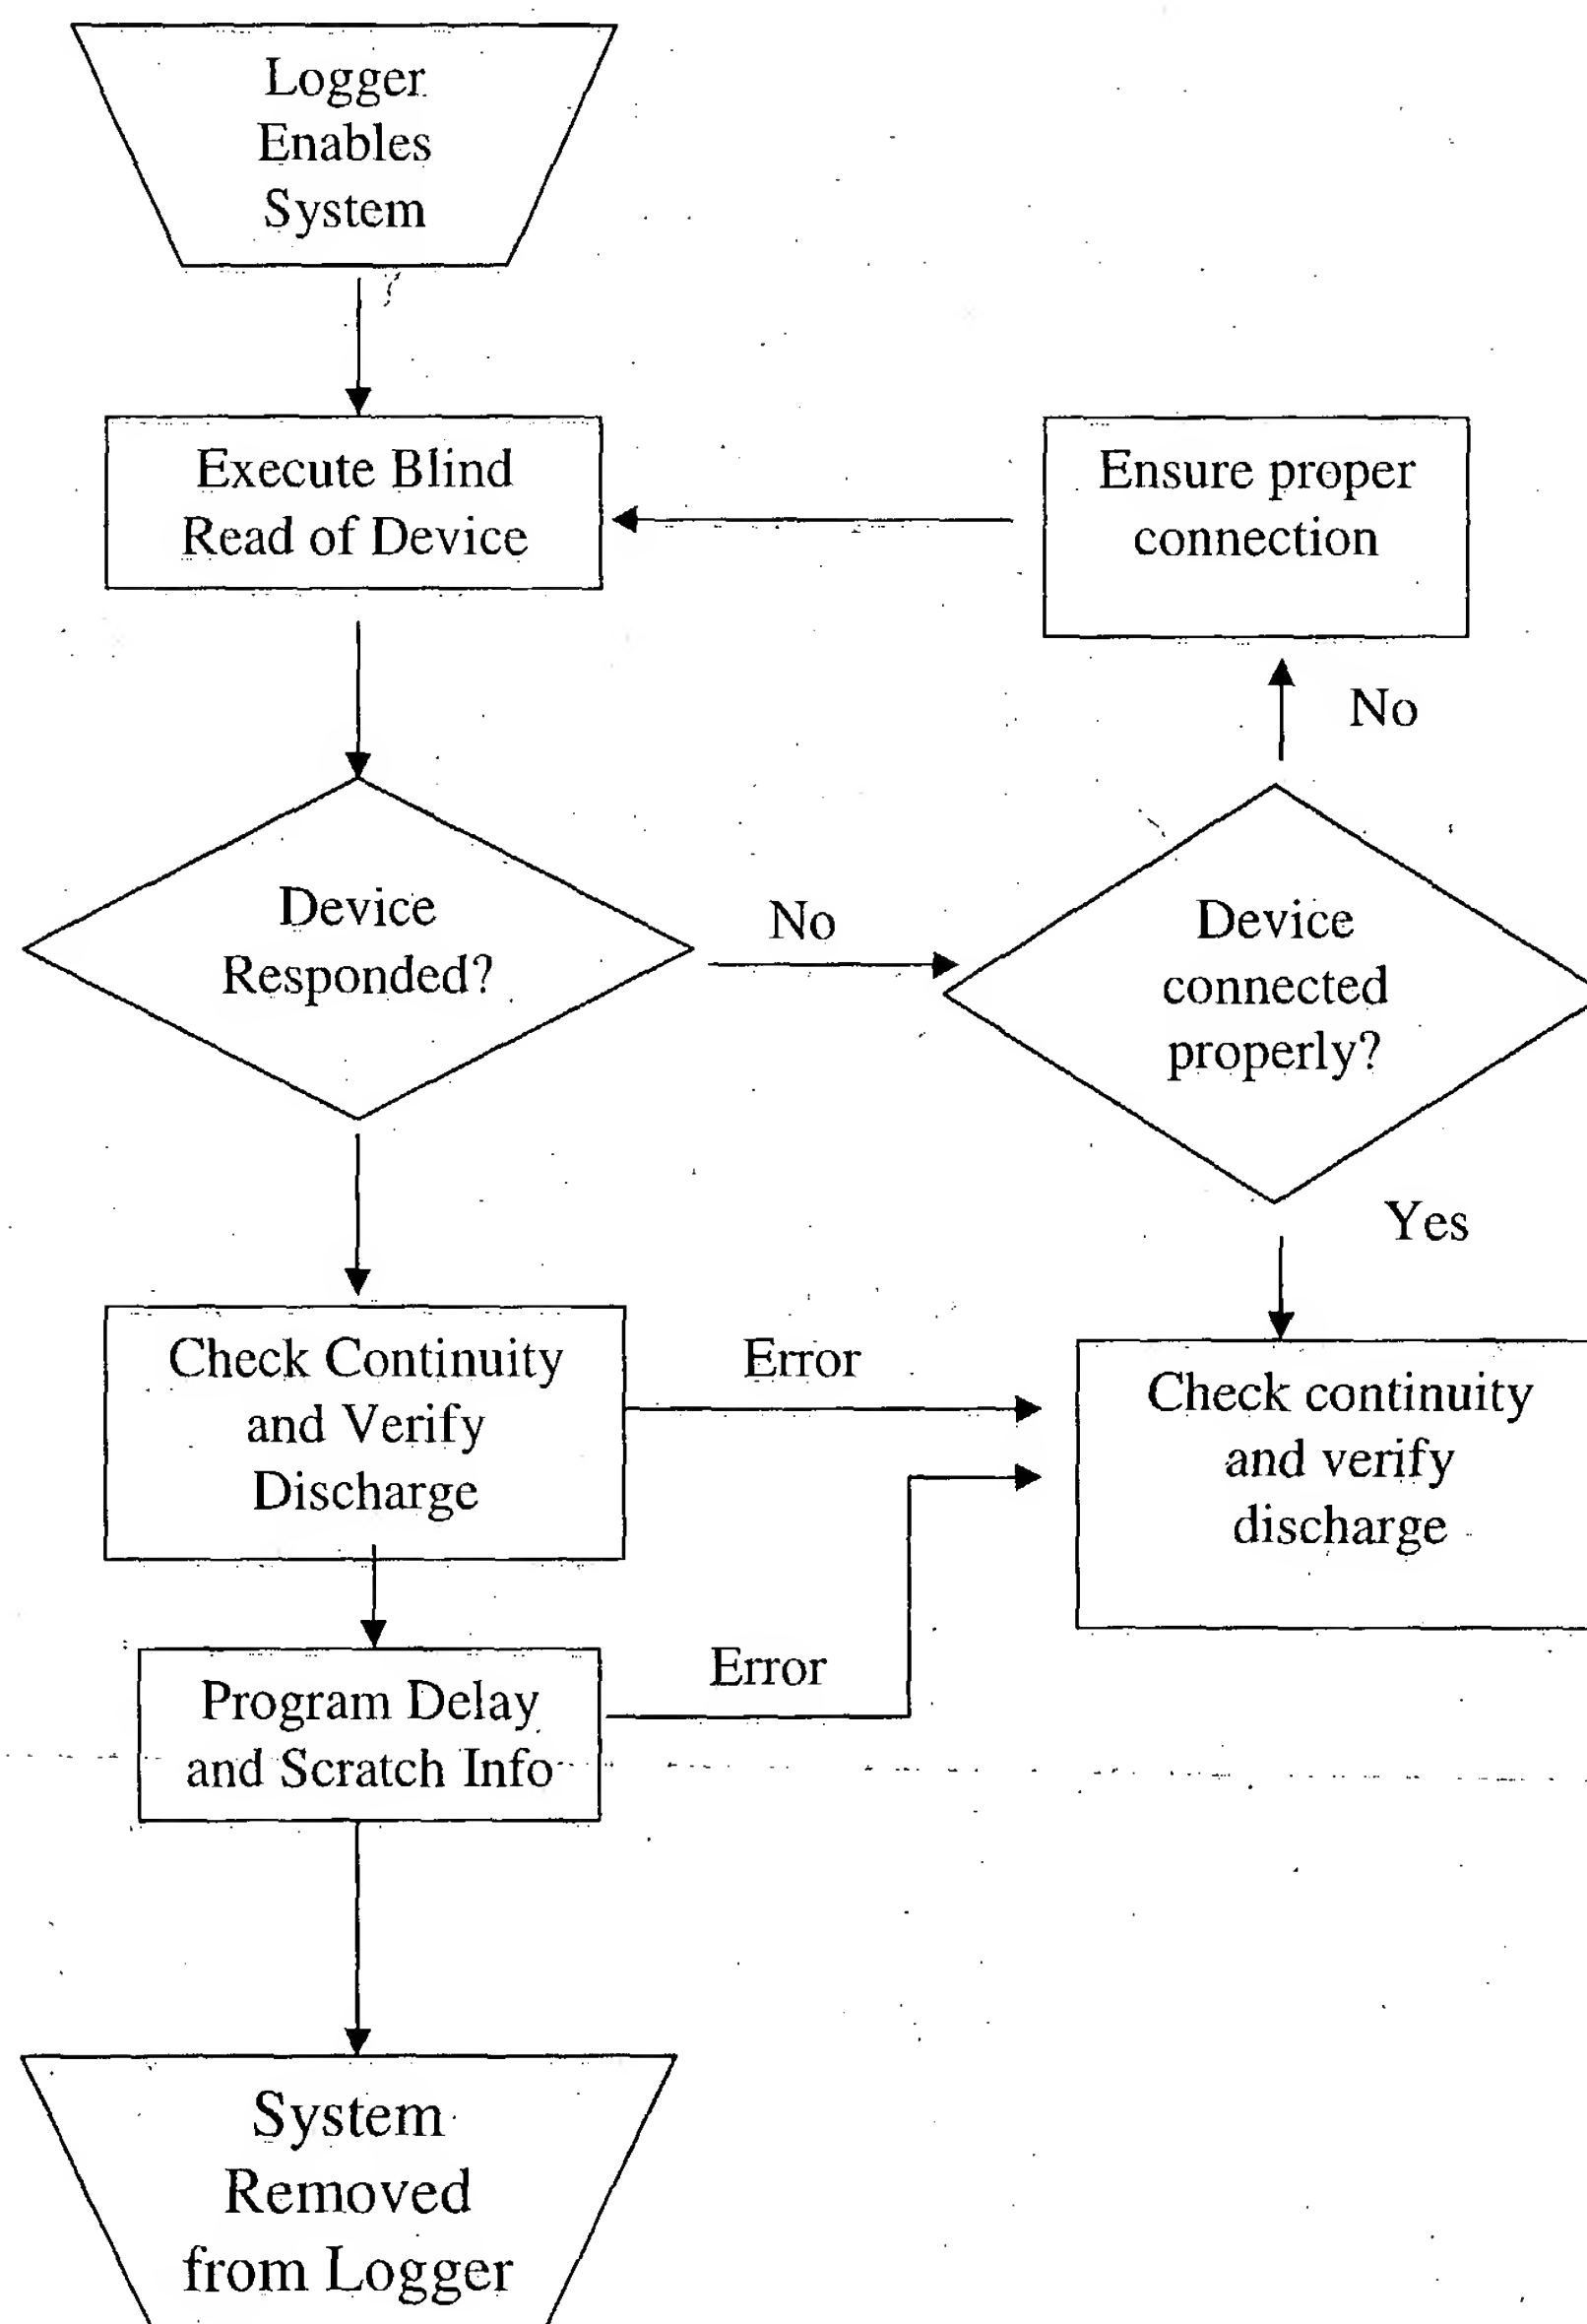 Logger
Enables
System
Execute Blind
Read of Device
Ensure proper
connection
No
Device
Responded?
No
Device
connected
properly?
Yes
Check Continuity
and Verify
Discharge
Error
Check continuity
and verify
discharge
Program Delay
and Scratch Info
Error
System
Removed
from Logger